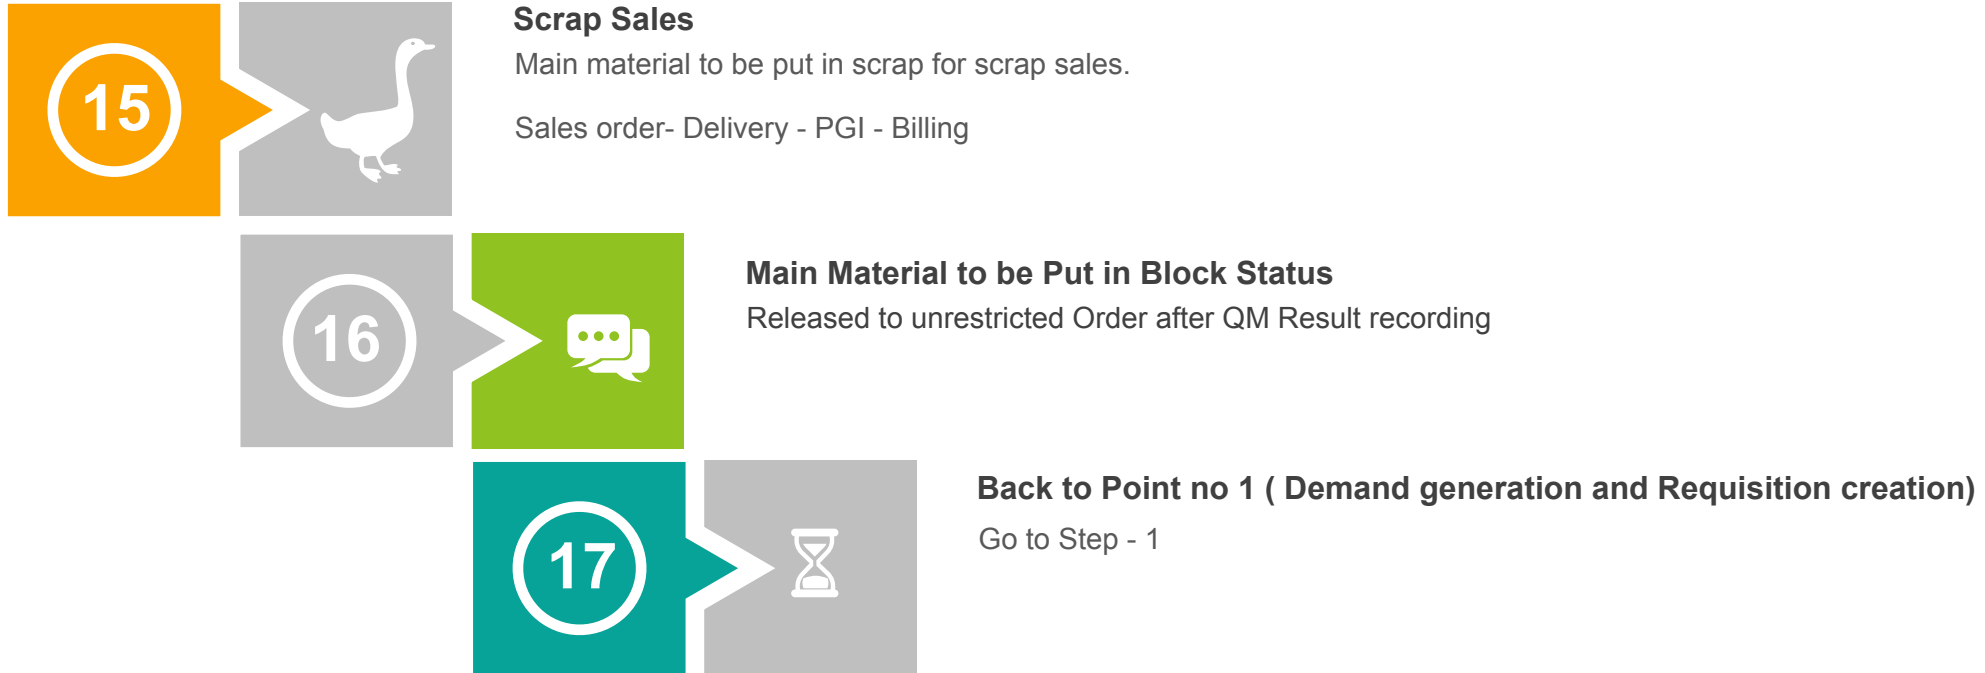 15
Scrap Sales
Main material to be put in scrap for scrap sales.
Sales order- Delivery - PGI - Billing
16
Main Material to be Put in Block Status
Released to unrestricted Order after QM Result recording
17
Back to Point no 1 ( Demand generation and Requisition creation)
Go to Step - 1